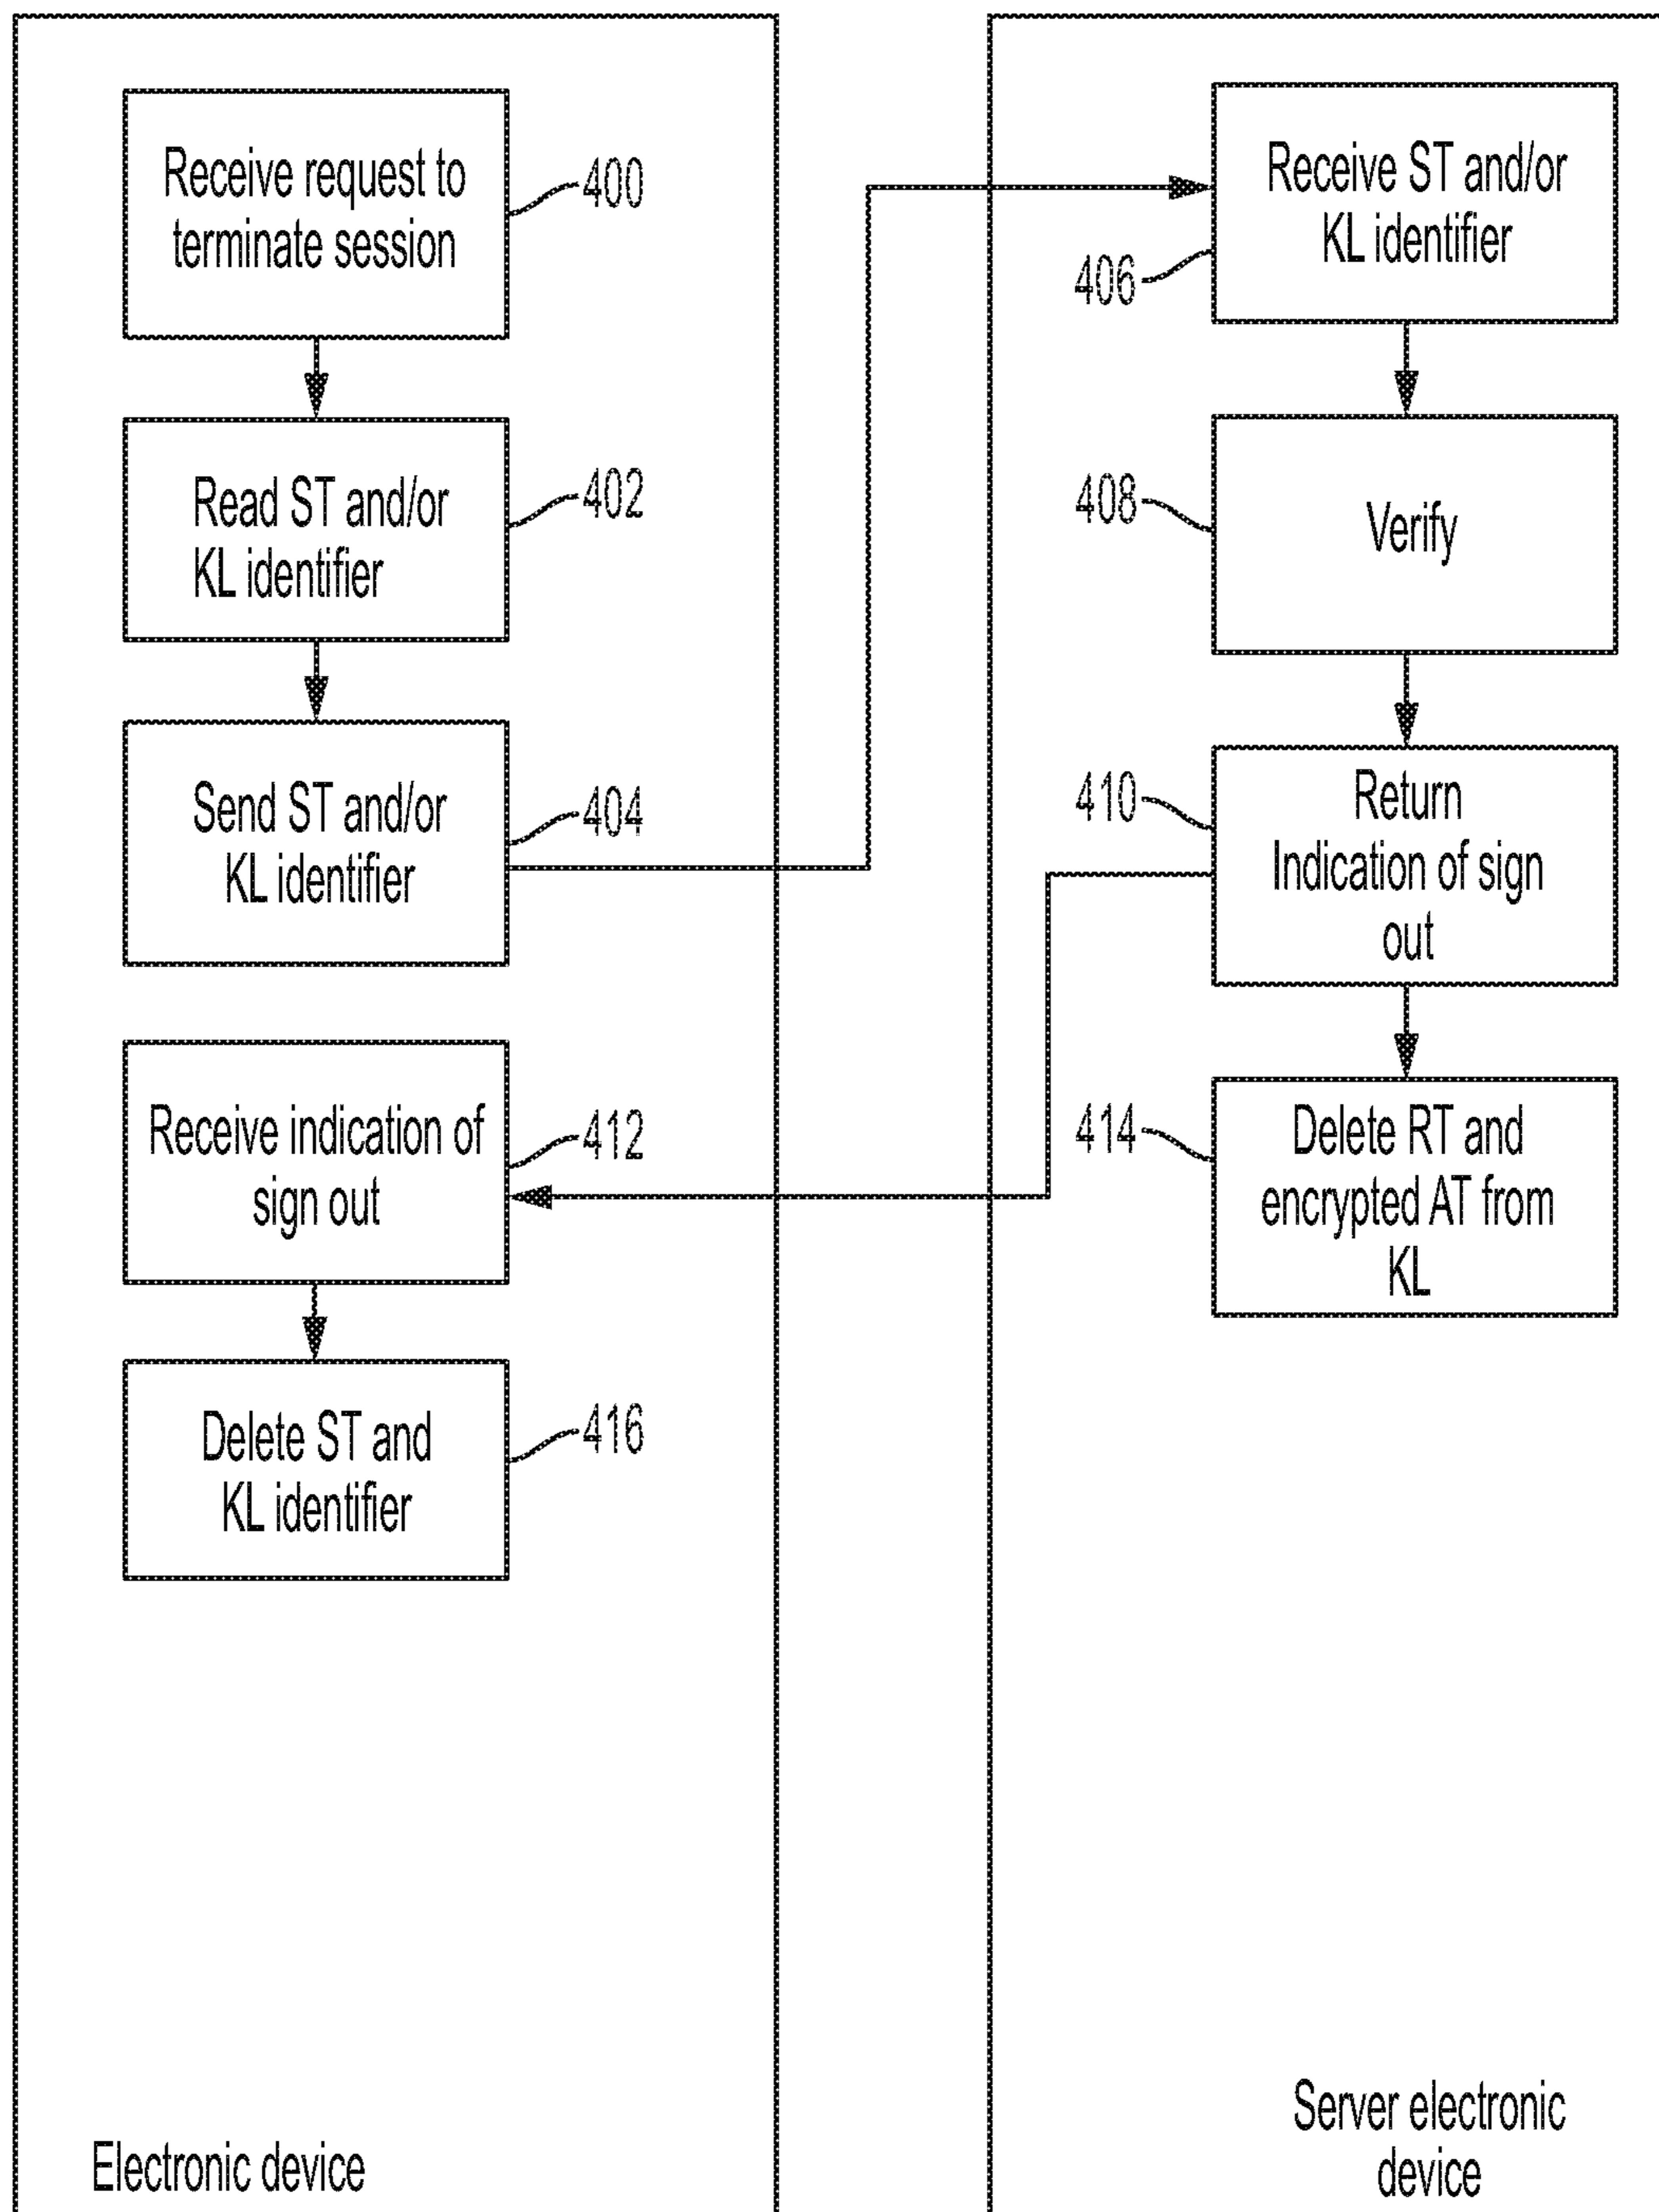 Receive request to
terminate session
400
Read ST and/or
KL identifier
402
Send ST and/or
KL identifier
404
Receive ST and/or
KL identifier
406
Verify
408
Return
Indication of sign
out
410
Receive indication of
sign out
412
Delete RT and
encrypted AT from
KL
414
Delete ST and
KL identifier
416
Electronic device
Server electronic
device